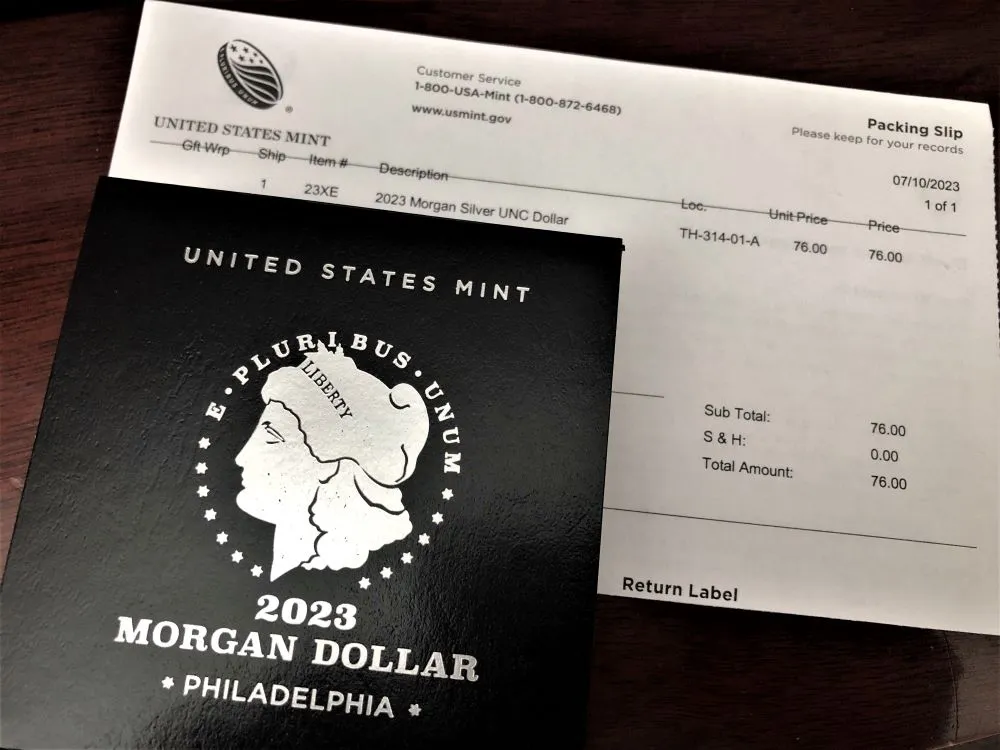 PLURIBUS UNUM
®
UNITED STATES MINT
Customer Service
1-800-USA-Mint (1-800-872-6468)
www.usmint.gov
Packing Slip
Please keep for your records
07/10/2023
1 of 1
Gft Wrp Ship Item # Description Loc. Unit Price Price
1 23XE 2023 Morgan Silver UNC Dollar TH-314-01-A 76.00 76.00
Sub Total: 76.00
S & H: 0.00
Total Amount: 76.00
Return Label
UNITED STATES MINT
E·PLURIBUS·UNUM
LIBERTY
2023
MORGAN DOLLAR
PHILADELPHIA